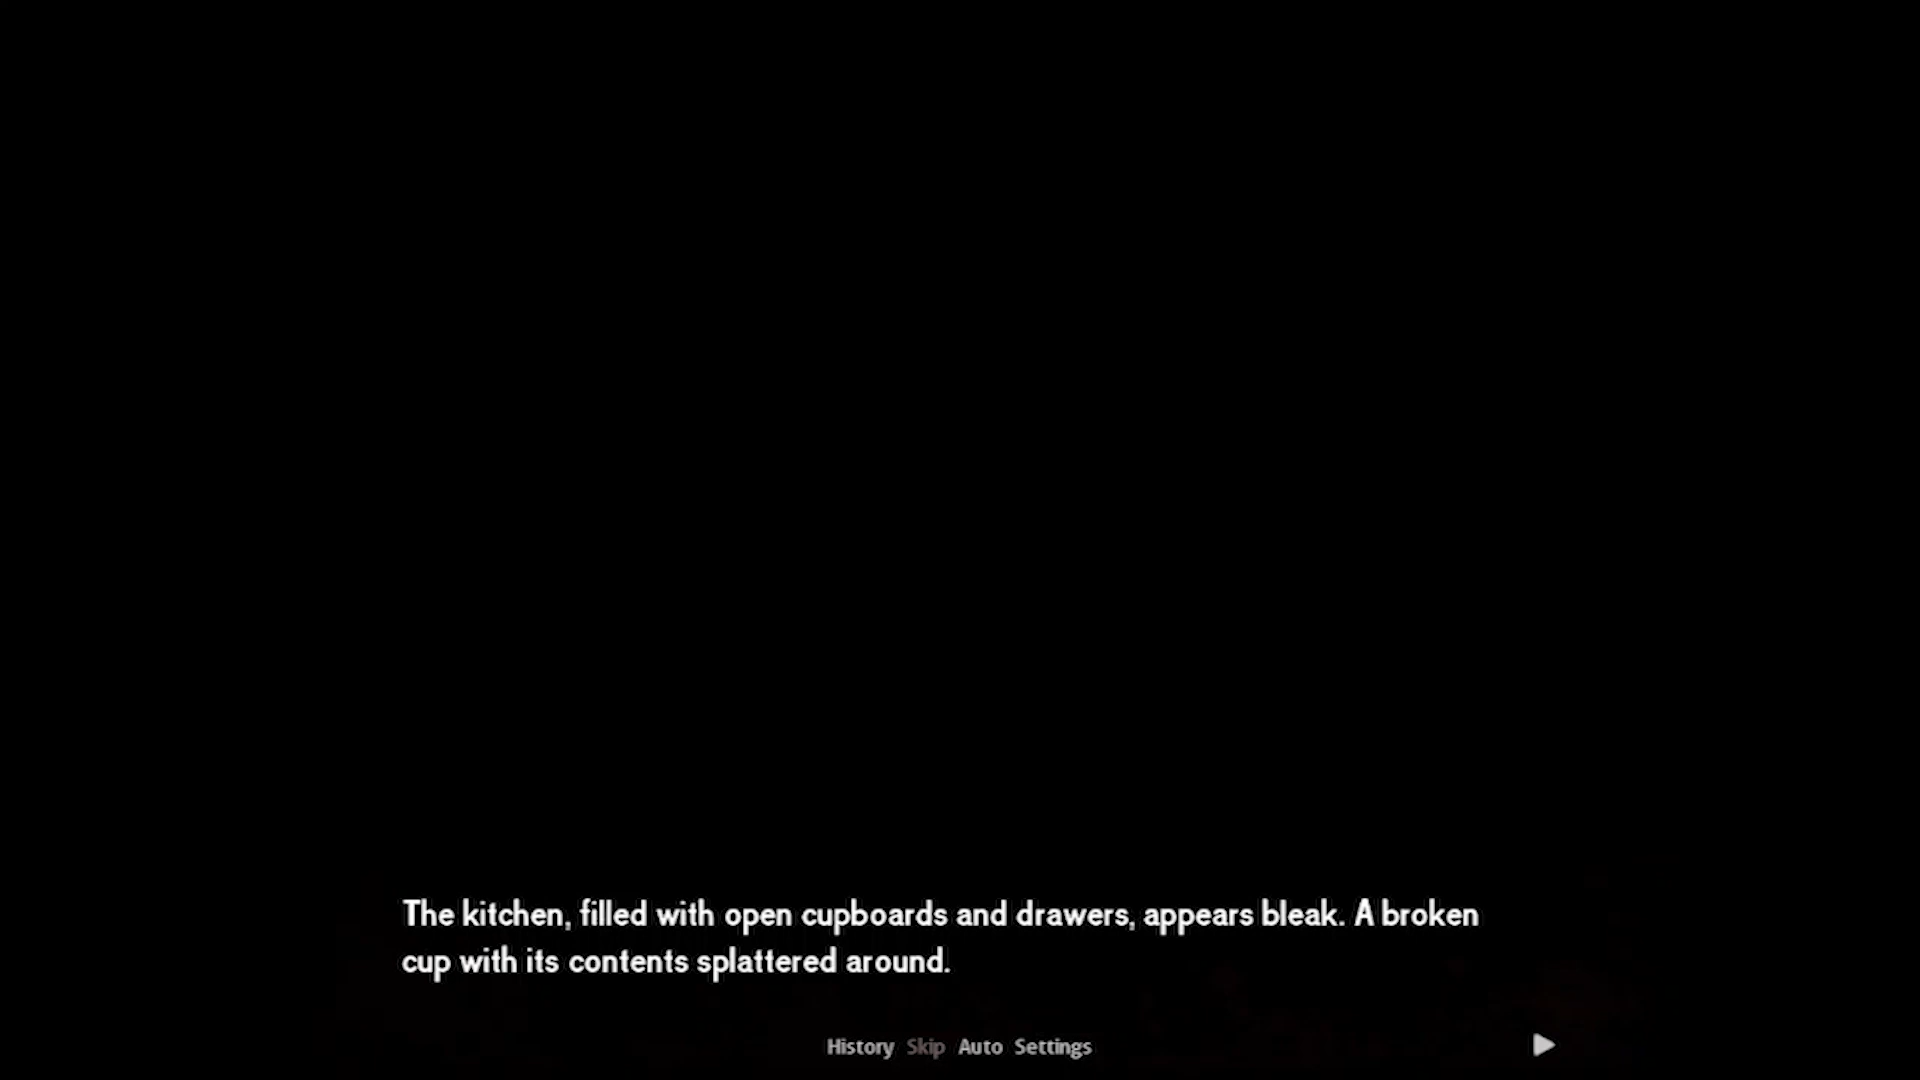 The kitchen, filled with open cupboards and drawers, appears bleak. A broken
cup with its contents splattered around.
History Skip Auto Settings